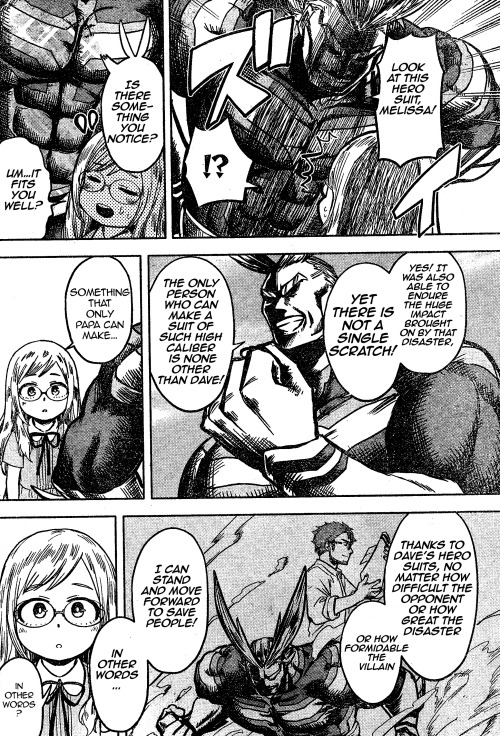 LOOK
AT THIS
HERO
SUIT,
MELISSA!
ズズ
!?
IS
THERE
SOME-
THING
YOU
NOTICE?
!!
UM...IT
FITS
YOU
WELL?
YES! IT
WAS ALSO
ABLE TO
ENDURE
THE HUGE
IMPACT
BROUGHT
ON BY THAT
DISASTER,
YET
THERE IS
NOT A
SINGLE
SCRATCH!
THE ONLY
PERSON
WHO CAN
MAKE A
SUIT OF
SUCH HIGH
CALIBER
IS NONE
OTHER
THAN DAVE!
SOMETHING
THAT
ONLY
PAPA CAN
MAKE...
THANKS TO
DAVE'S HERO
SUITS, NO
MATTER HOW
DIFFICULT THE
OPPONENT
OR HOW
GREAT THE
DISASTER
OR HOW
FORMIDABLE
THE
VILLAIN
I CAN
STAND
AND MOVE
FORWARD
TO SAVE
PEOPLE!
IN
OTHER
WORDS
...
IN
OTHER
WORDS
?